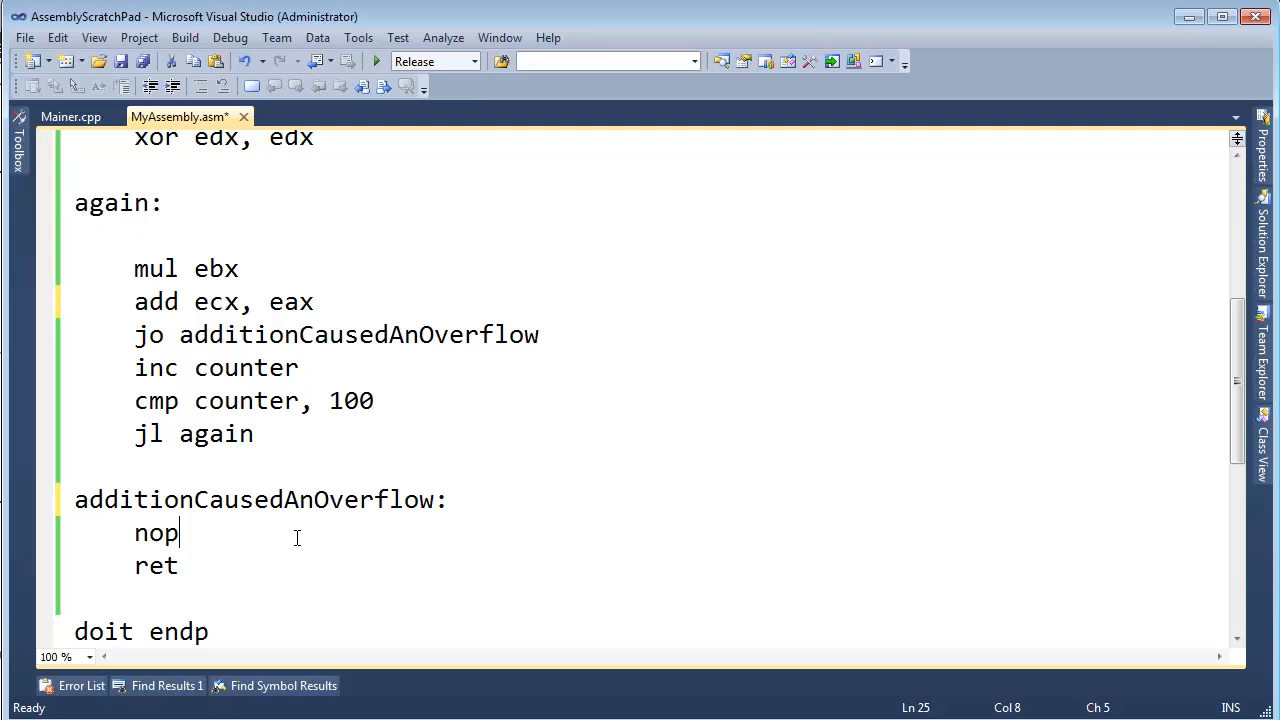 AssemblyScratchPad - Microsoft Visual Studio (Administrator)
File Edit View Project Build Debug Team Data Tools Test Analyze Window Help
Release
Mainer.cpp MyAssembly.asm*
xor edx, edx
again:
mul ebx
add ecx, eax
jo additionCausedAnOverflow
inc counter
cmp counter, 100
jl again
additionCausedAnOverflow:
nop
ret
doit endp
100 %
Toolbox
Properties
Solution Explorer
Team Explorer
Class View
Error List Find Results 1 Find Symbol Results
Ready Ln 25 Col 8 Ch 5 INS